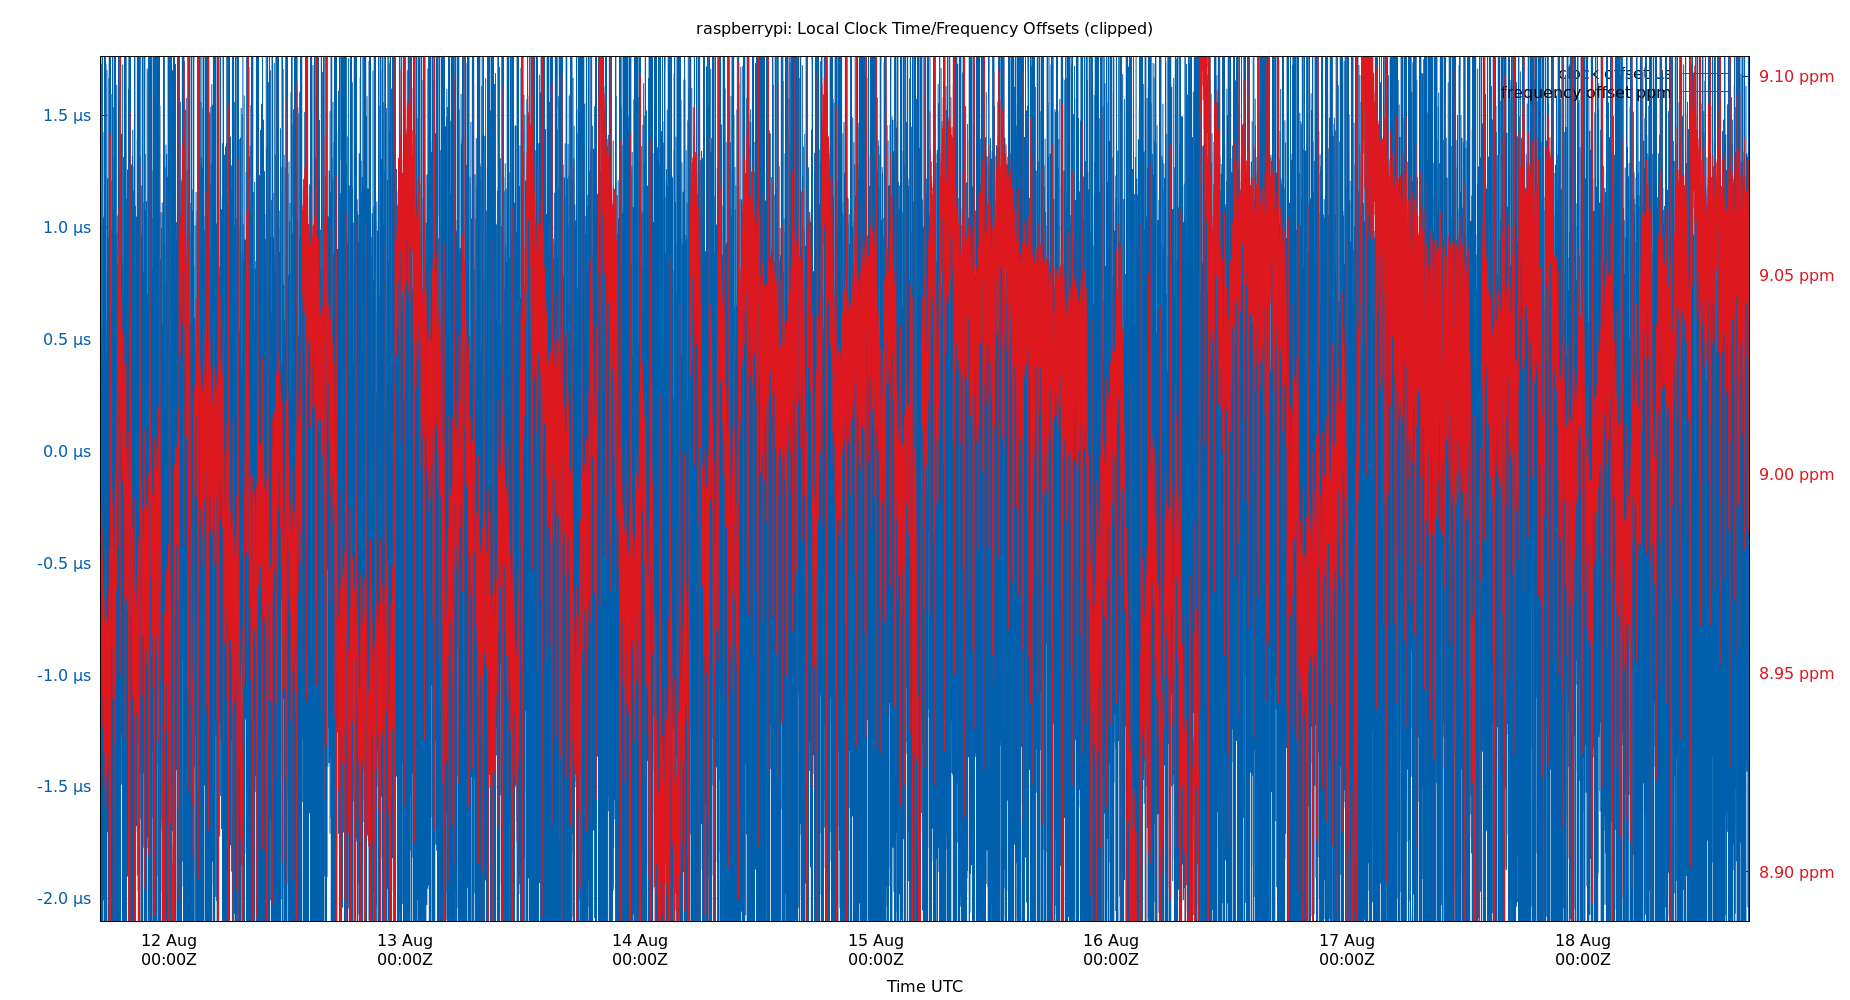 raspberrypi: Local Clock Time/Frequency Offsets (clipped)
clock offset µs
frequency offset ppm
1.5 µs
1.0 µs
0.5 µs
0.0 µs
-0.5 µs
-1.0 µs
-1.5 µs
-2.0 µs
9.10 ppm
9.05 ppm
9.00 ppm
8.95 ppm
8.90 ppm
12 Aug 13 Aug 14 Aug 15 Aug 16 Aug 17 Aug 18 Aug
00:00Z 00:00Z 00:00Z 00:00Z 00:00Z 00:00Z 00:00Z
Time UTC